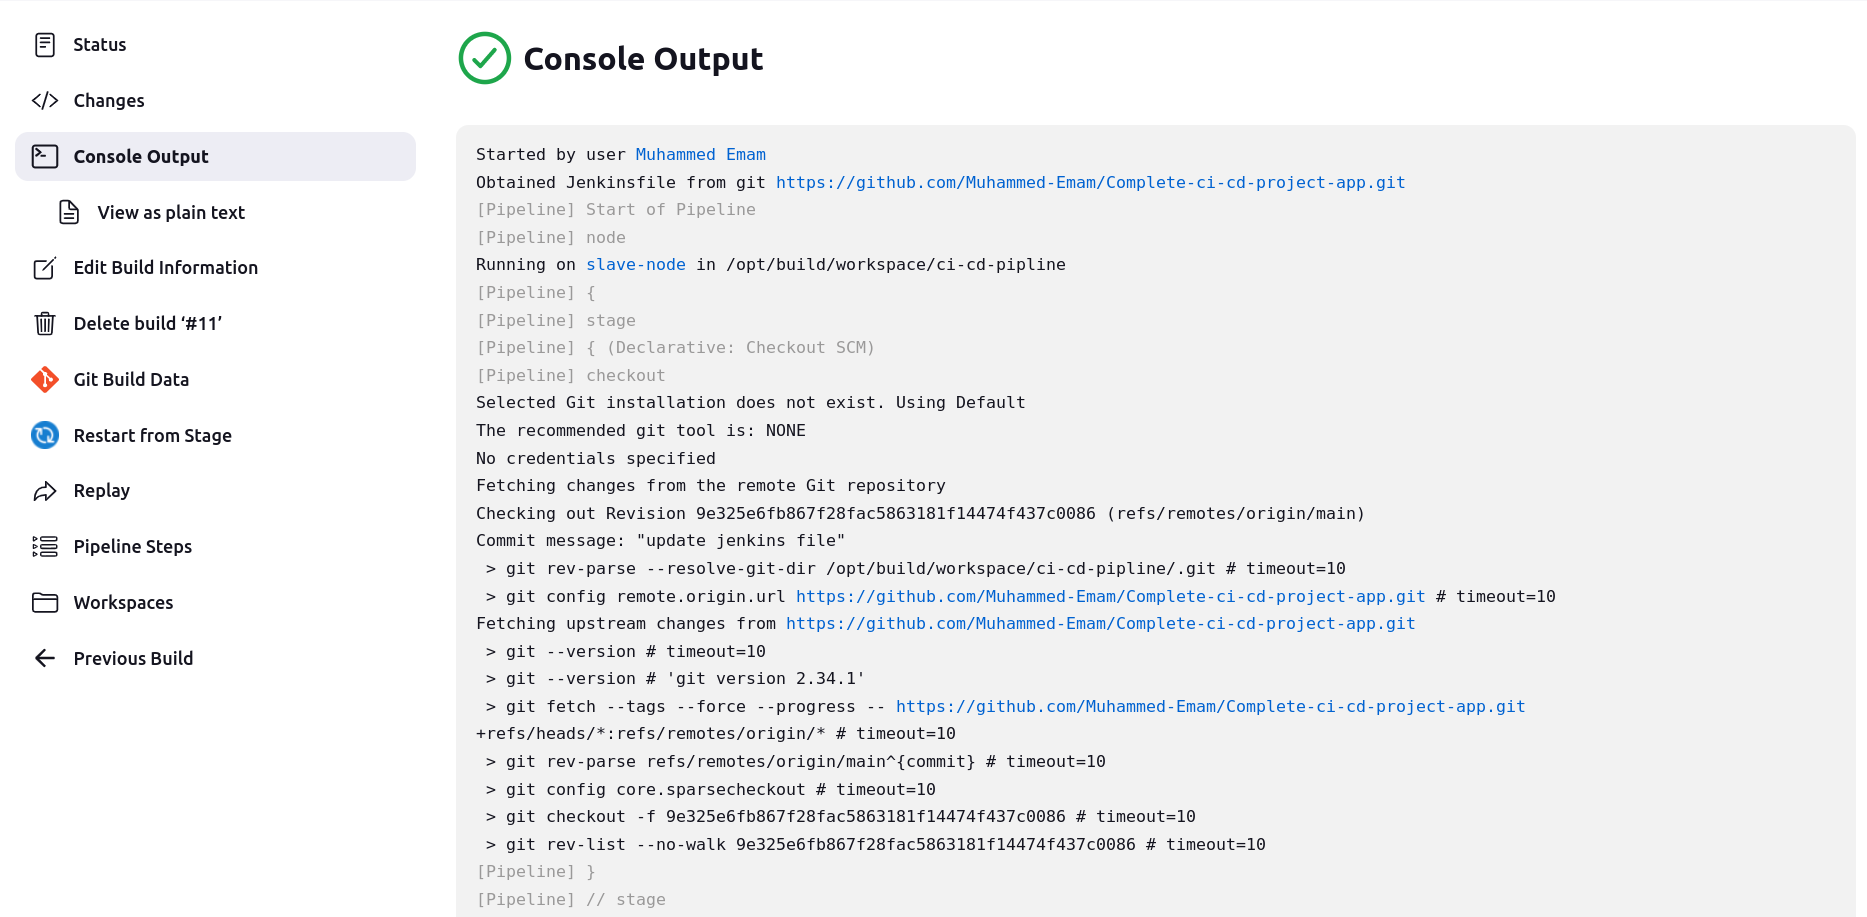 Status
Changes
Console Output
View as plain text
Edit Build Information
Delete build ‘#11’
Git Build Data
Restart from Stage
Replay
Pipeline Steps
Workspaces
Previous Build
Console Output
Started by user Muhammed Emam
Obtained Jenkinsfile from git https://github.com/Muhammed-Emam/Complete-ci-cd-project-app.git
[Pipeline] Start of Pipeline
[Pipeline] node
Running on slave-node in /opt/build/workspace/ci-cd-pipline
[Pipeline] {
[Pipeline] stage
[Pipeline] { (Declarative: Checkout SCM)
[Pipeline] checkout
Selected Git installation does not exist. Using Default
The recommended git tool is: NONE
No credentials specified
Fetching changes from the remote Git repository
Checking out Revision 9e325e6fb867f28fac5863181f14474f437c0086 (refs/remotes/origin/main)
Commit message: "update jenkins file"
 > git rev-parse --resolve-git-dir /opt/build/workspace/ci-cd-pipline/.git # timeout=10
 > git config remote.origin.url https://github.com/Muhammed-Emam/Complete-ci-cd-project-app.git # timeout=10
Fetching upstream changes from https://github.com/Muhammed-Emam/Complete-ci-cd-project-app.git
 > git --version # timeout=10
 > git --version # 'git version 2.34.1'
 > git fetch --tags --force --progress -- https://github.com/Muhammed-Emam/Complete-ci-cd-project-app.git
+refs/heads/*:refs/remotes/origin/* # timeout=10
 > git rev-parse refs/remotes/origin/main^{commit} # timeout=10
 > git config core.sparsecheckout # timeout=10
 > git checkout -f 9e325e6fb867f28fac5863181f14474f437c0086 # timeout=10
 > git rev-list --no-walk 9e325e6fb867f28fac5863181f14474f437c0086 # timeout=10
[Pipeline] }
[Pipeline] // stage